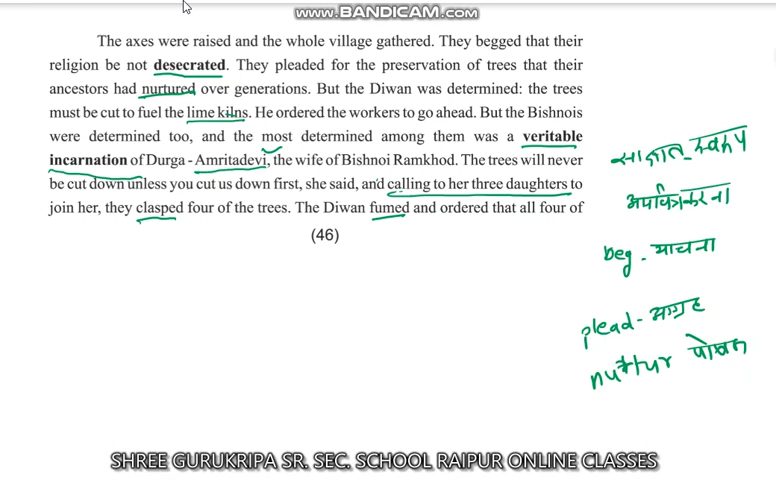 www.BANDICAM.com
The axes were raised and the whole village gathered. They begged that their
religion be not desecrated. They pleaded for the preservation of trees that their
ancestors had nurtured over generations. But the Diwan was determined: the trees
must be cut to fuel the lime kilns. He ordered the workers to go ahead. But the Bishnois
were determined too, and the most determined among them was a veritable
incarnation of Durga - Amritadevi, the wife of Bishnoi Ramkhod. The trees will never
be cut down unless you cut us down first, she said, and calling to her three daughters to
join her, they clasped four of the trees. The Diwan fumed and ordered that all four of
(46)
साक्षात्-स्वरूप
अपवित्र करना
beg - याचना
plead - आग्रह
nuttur पोषण
SHREE GURUKRIPA SR. SEC. SCHOOL RAIPUR ONLINE CLASSES